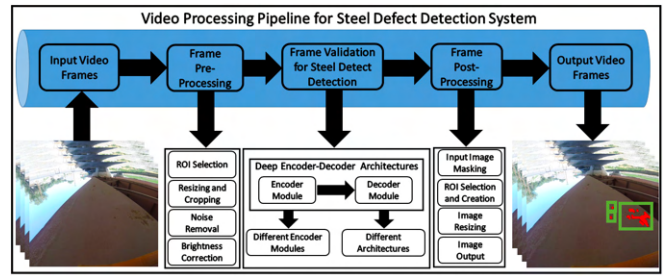 Video Processing Pipeline for Steel Defect Detection System
Input Video
Frames
Frame
Pre-
Processing
Frame Validation
for Steel Detect
Detection
Frame
Post-
Processing
Output Video
Frames
ROI Selection
Resizing and
Cropping
Noise
Removal
Brightness
Correction
Deep Encoder-Decoder Architectures
Encoder
Module
Decoder
Module
Different Encoder
Modules
Different
Architectures
Input Image
Masking
ROI Selection
and Creation
Image
Resizing
Image
Output